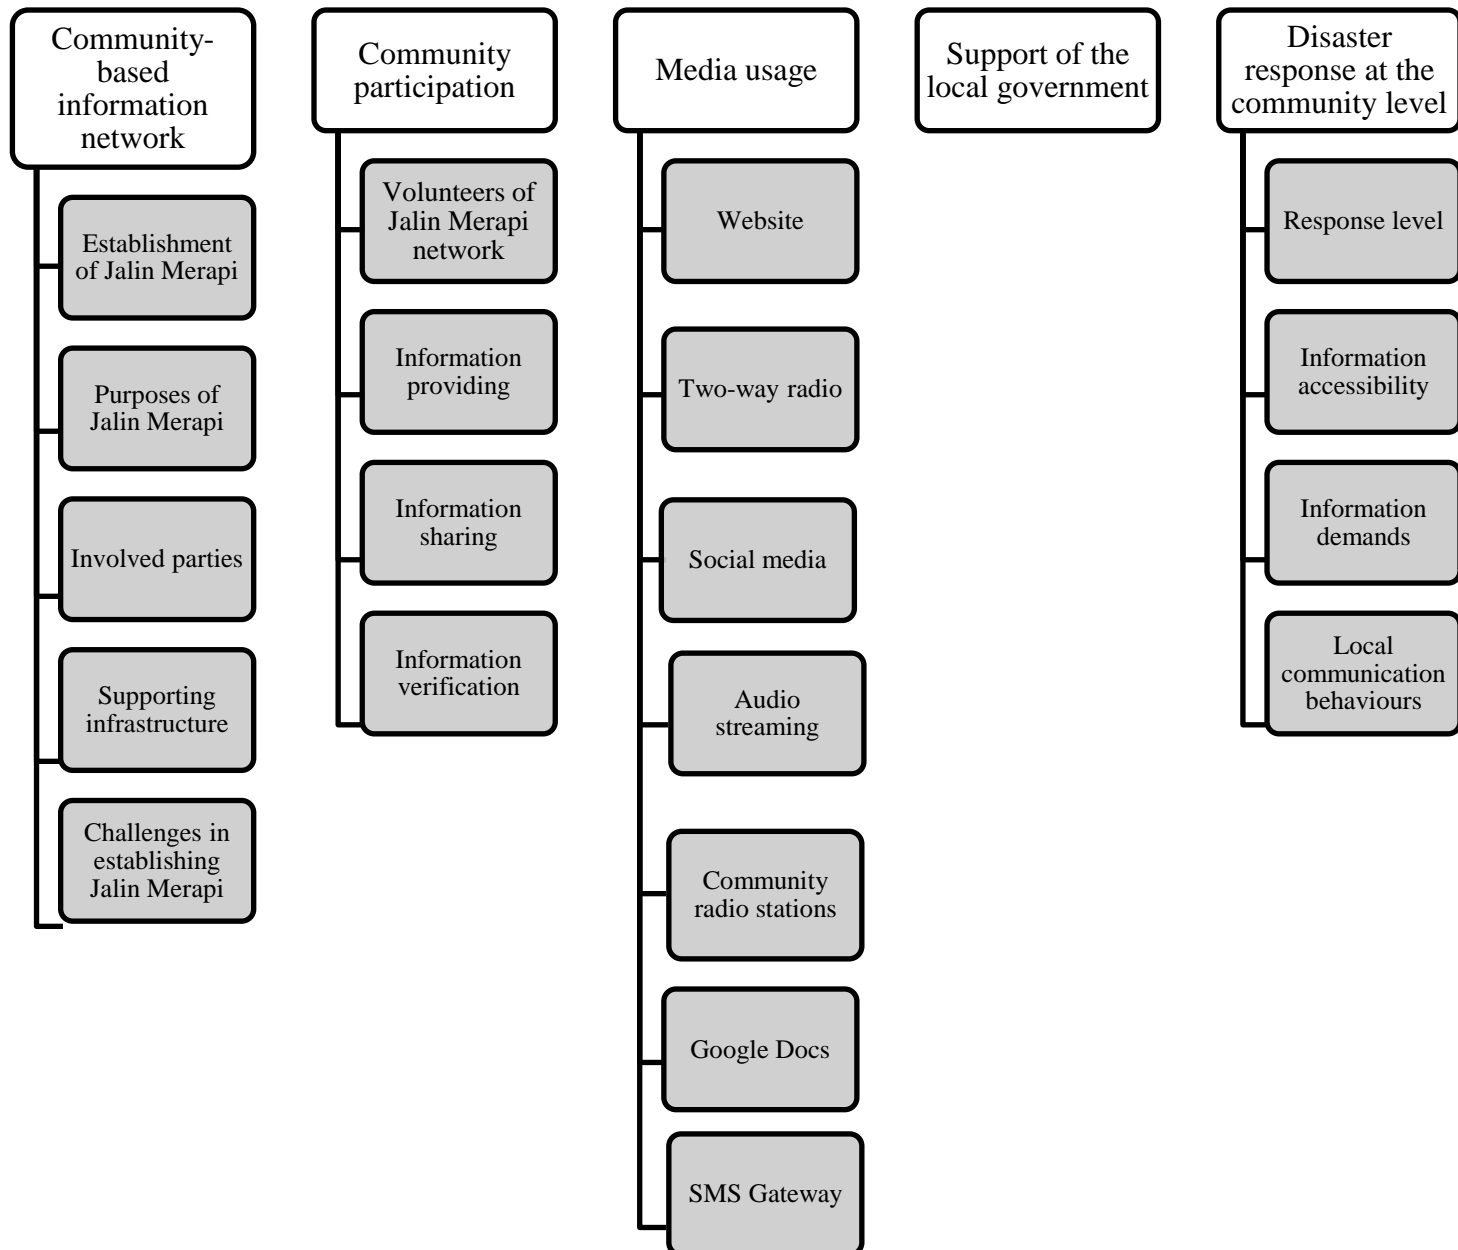 Community-
based
information
network
Establishment
of Jalin Merapi
Purposes of
Jalin Merapi
Involved parties
Supporting
infrastructure
Challenges in
establishing
Jalin Merapi
Community
participation
Volunteers of
Jalin Merapi
network
Information
providing
Information
sharing
Information
verification
Media usage
Website
Two-way radio
Social media
Audio
streaming
Community
radio stations
Google Docs
SMS Gateway
Support of the
local government
Disaster
response at the
community level
Response level
Information
accessibility
Information
demands
Local
communication
behaviours